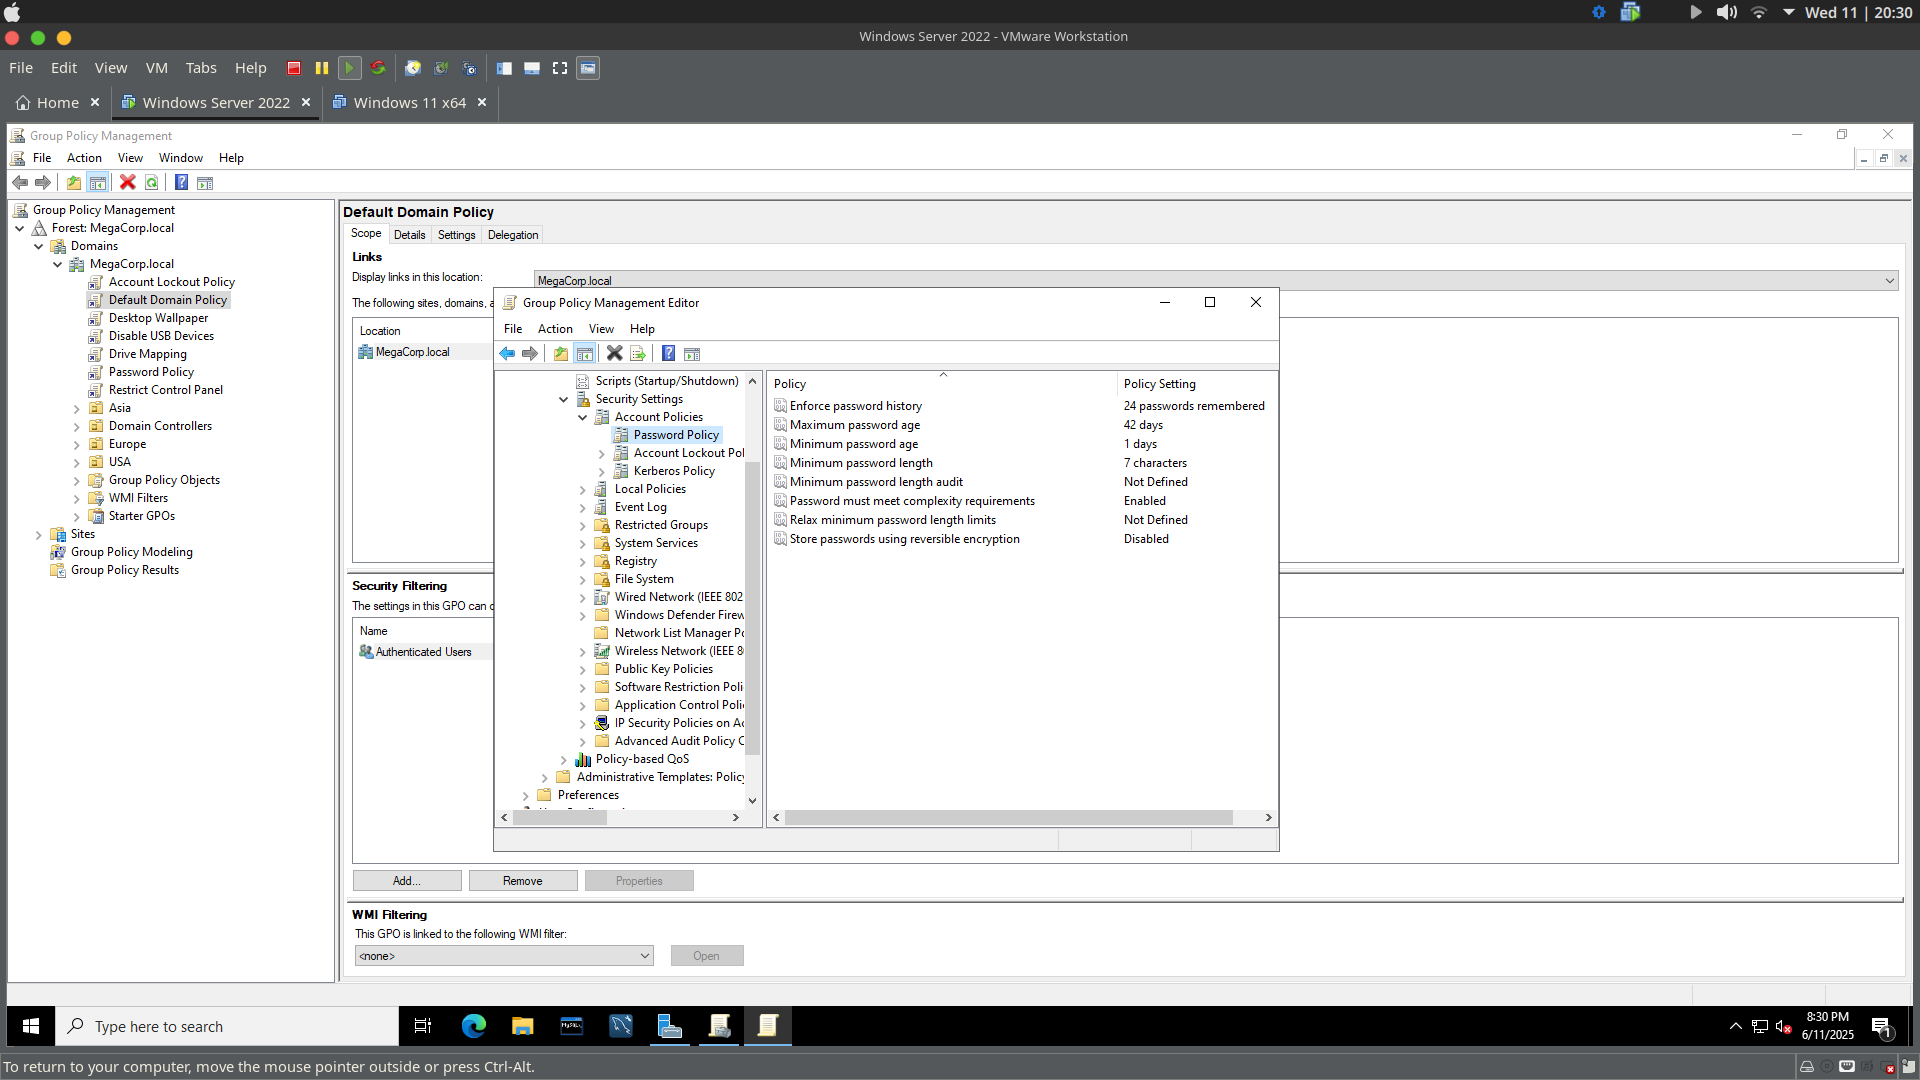 Wed 11 | 20:30
Windows Server 2022 - VMware Workstation
File Edit View VM Tabs Help
Home Windows Server 2022 Windows 11 x64
Group Policy Management
File Action View Window Help
Group Policy Management
Forest: MegaCorp.local
Domains
MegaCorp.local
Account Lockout Policy
Default Domain Policy
Desktop Wallpaper
Disable USB Devices
Drive Mapping
Password Policy
Restrict Control Panel
Asia
Domain Controllers
Europe
USA
Group Policy Objects
WMI Filters
Starter GPOs
Sites
Group Policy Modeling
Group Policy Results
Default Domain Policy
Scope Details Settings Delegation
Links
Display links in this location: MegaCorp.local
The following sites, domains, a
Location
MegaCorp.local
Security Filtering
The settings in this GPO can o
Name
Authenticated Users
Add... Remove Properties
WMI Filtering
This GPO is linked to the following WMI filter:
<none> Open
Group Policy Management Editor
File Action View Help
Scripts (Startup/Shutdown)
Security Settings
Account Policies
Password Policy
Account Lockout Pol
Kerberos Policy
Local Policies
Event Log
Restricted Groups
System Services
Registry
File System
Wired Network (IEEE 802
Windows Defender Firew
Network List Manager Po
Wireless Network (IEEE 8
Public Key Policies
Software Restriction Poli
Application Control Poli
IP Security Policies on Ac
Advanced Audit Policy C
Policy-based QoS
Administrative Templates: Policy
Preferences
Policy Policy Setting
Enforce password history 24 passwords remembered
Maximum password age 42 days
Minimum password age 1 days
Minimum password length 7 characters
Minimum password length audit Not Defined
Password must meet complexity requirements Enabled
Relax minimum password length limits Not Defined
Store passwords using reversible encryption Disabled
Type here to search
8:30 PM
6/11/2025
1
To return to your computer, move the mouse pointer outside or press Ctrl-Alt.